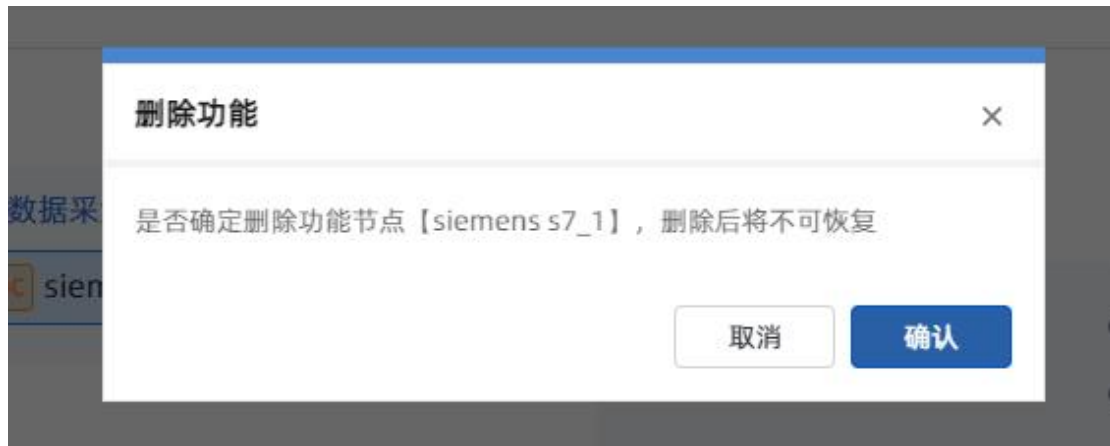 删除功能
×
数据采
是否确定删除功能节点【siemens s7_1】，删除后将不可恢复
C siem
取消
确认